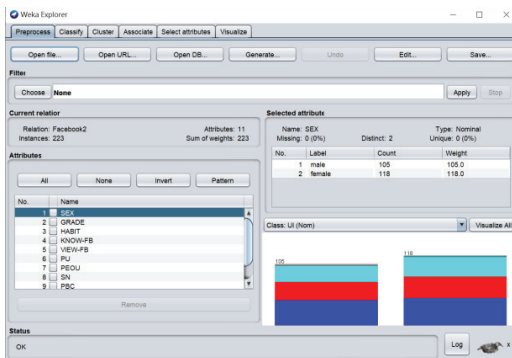 Weka Explorer
Preprocess Classify Cluster Associate Select attributes Visualize
Open file... Open URL... Open DB... Generate... Undo Edit... Save...
Filter
Choose None Apply Stop
Current relation
Relation: Facebook2 Attributes: 11
Instances: 223 Sum of weights: 223
Selected attribute
Name: SEX Type: Nominal
Missing: 0 (0%) Distinct: 2 Unique: 0 (0%)
No. Label Count Weight
1 male 105 105.0
2 female 118 118.0
Attributes
All None Invert Pattern
No. Name
1 SEX
2 GRADE
3 HABIT
4 KNOW-FB
5 VIEW-FB
6 PU
7 PEOU
8 SN
9 PBC
Remove
Class: UI (Nom) Visualize All
105
118
Status
OK
Log x